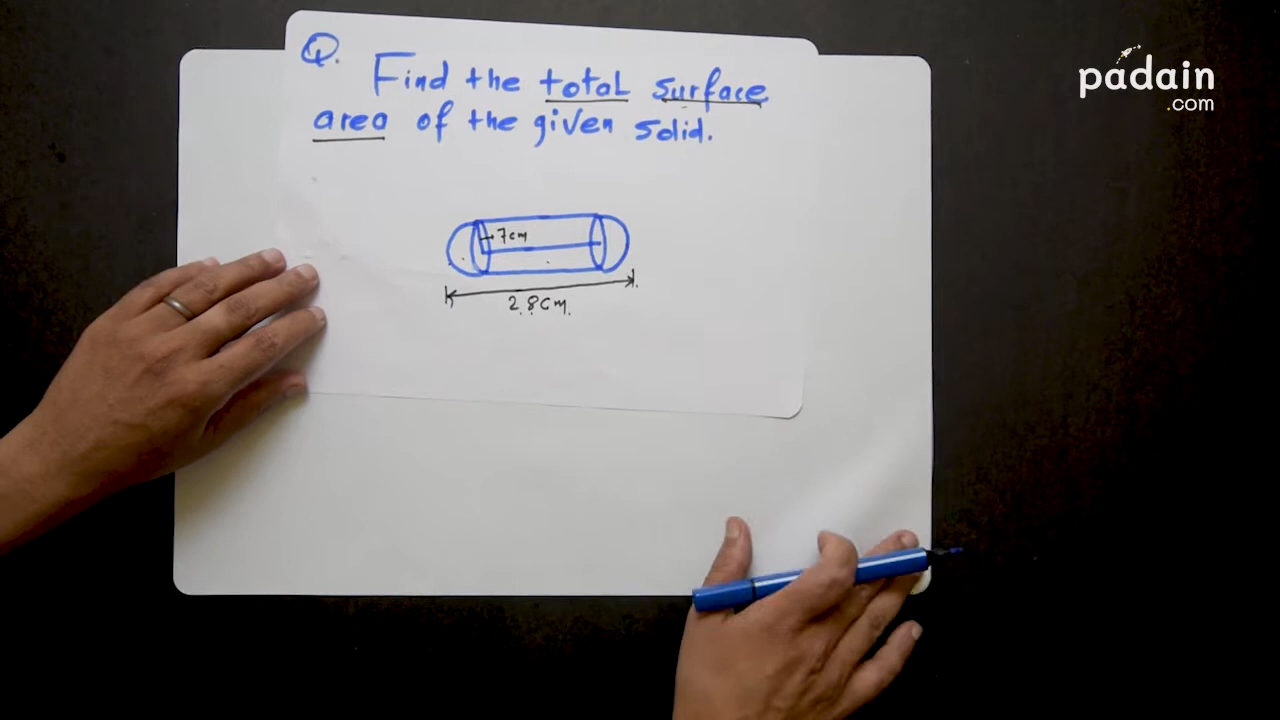 padain
.com
Q.
Find the total surface
area of the given solid.
7cm
28cm.